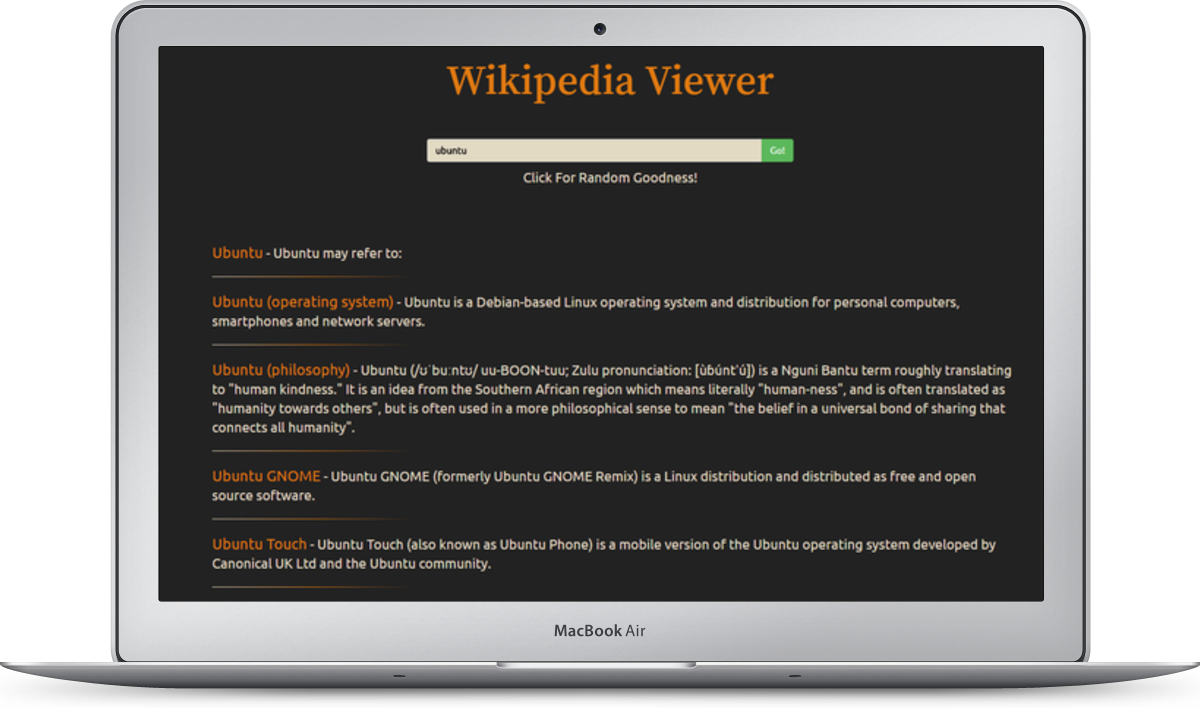 Wikipedia Viewer
ubuntu
Go!
Click For Random Goodness!
Ubuntu - Ubuntu may refer to:
Ubuntu (operating system) - Ubuntu is a Debian-based Linux operating system and distribution for personal computers,
smartphones and network servers.
Ubuntu (philosophy) - Ubuntu (/ʊˈbuːntʊ/ uu-BOON-tuu; Zulu pronunciation: [ùɓúntʼú]) is a Nguni Bantu term roughly translating
to "human kindness." It is an idea from the Southern African region which means literally "human-ness", and is often translated as
"humanity towards others", but is often used in a more philosophical sense to mean "the belief in a universal bond of sharing that
connects all humanity".
Ubuntu GNOME - Ubuntu GNOME (formerly Ubuntu GNOME Remix) is a Linux distribution and distributed as free and open
source software.
Ubuntu Touch - Ubuntu Touch (also known as Ubuntu Phone) is a mobile version of the Ubuntu operating system developed by
Canonical UK Ltd and the Ubuntu community.
MacBook Air